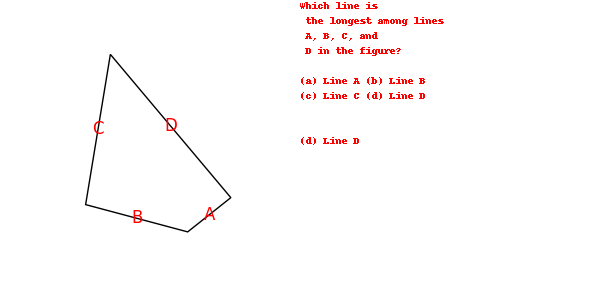 Which line is
the longest among lines
A, B, C, and
D in the figure?
(a) Line A (b) Line B
(c) Line C (d) Line D
(d) Line D
C
D
B
A